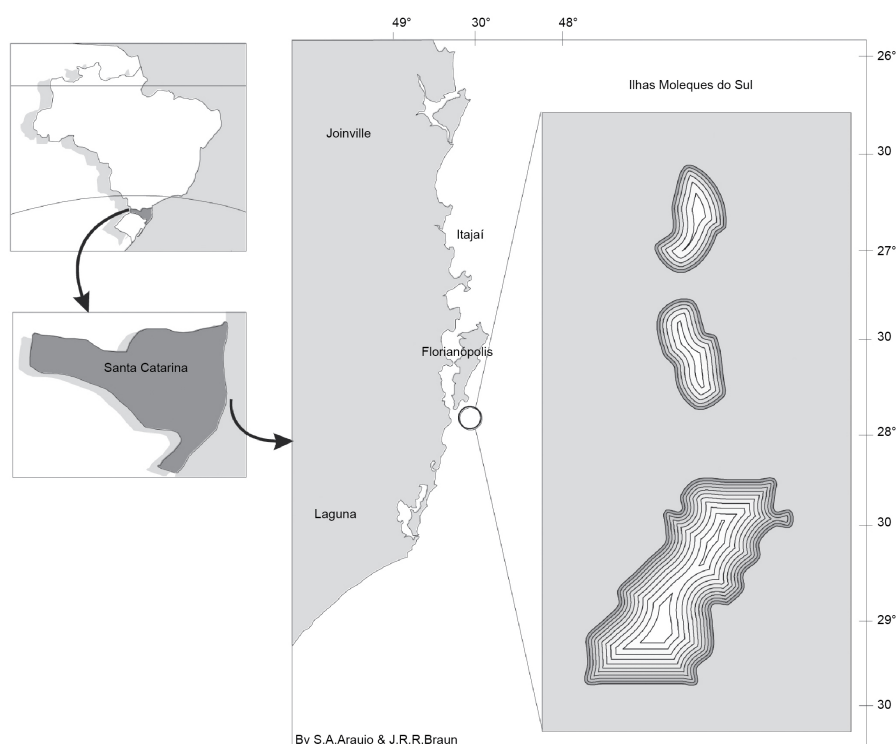 49° 30° 48°
26°
Ilhas Moleques do Sul
Joinville
30
Itajaí
27°
30
Florianópolis
Santa Catarina
28°
Laguna
30
29°
30
By S.A.Araujo & J.R.R.Braun